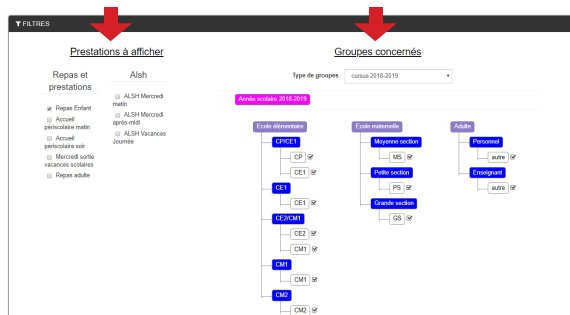 FILTRES
Prestations à afficher
Repas et
prestations
Repas Enfant
Accueil
périscolaire matin
Accueil
périscolaire soir
Mercredi sortie
vacances scolaires
Repas adulte
Alsh
ALSH Mercredi
matin
ALSH Mercredi
après-midi
ALSH Vacances
Journée
Groupes concernés
Type de groupes cursus 2018-2019
Année scolaire 2018-2019
Ecole élémentaire
CP/CE1
CP
CE1
CE1
CE1
CE2/CM1
CE2
CM1
CM1
CM1
CM2
CM2
Ecole maternelle
Moyenne section
MS
Petite section
PS
Grande section
GS
Adulte
Personnel
autre
Enseignant
autre